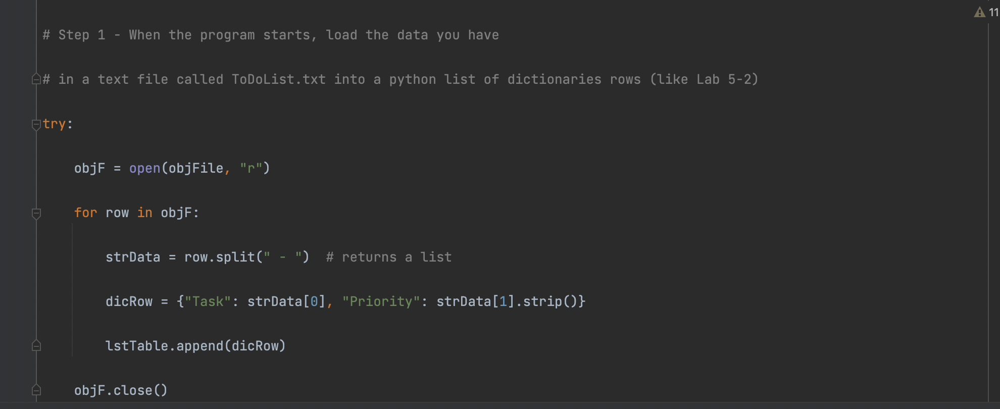 11
# Step 1 - When the program starts, load the data you have
# in a text file called ToDoList.txt into a python list of dictionaries rows (like Lab 5-2)
try:
    objF = open(objFile, "r")
    for row in objF:
        strData = row.split(" - ")  # returns a list
        dicRow = {"Task": strData[0], "Priority": strData[1].strip()}
        lstTable.append(dicRow)
    objF.close()